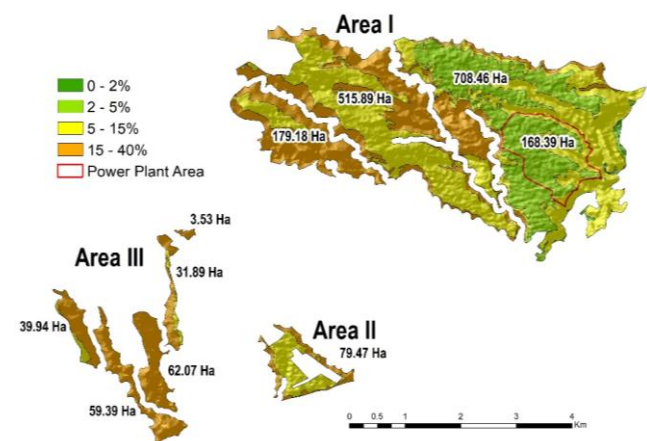 Area I
0 - 2%
2 - 5%
5 - 15%
15 - 40%
Power Plant Area
708.46 Ha
515.89 Ha
179.18 Ha
168.39 Ha
3.53 Ha
Area III
31.89 Ha
39.94 Ha
62.07 Ha
59.39 Ha
Area II
79.47 Ha
0 0.5 1 2 3 4
Km